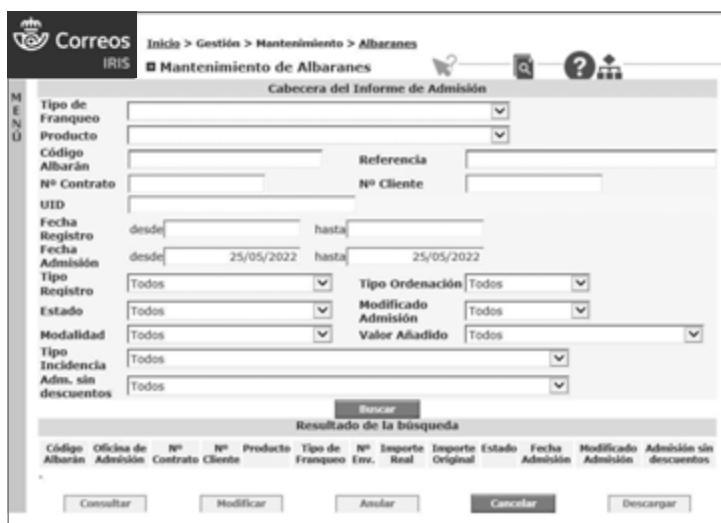 Correos
IRIS
Inicio > Gestión > Mantenimiento > Albaranes
Mantenimiento de Albaranes
MENÚ
Cabecera del Informe de Admisión
Tipo de Franqueo
Producto
Código Albarán Referencia
Nº Contrato Nº Cliente
UID
Fecha Registro desde hasta
Fecha Admisión desde 25/05/2022 hasta 25/05/2022
Tipo Registro Todos Tipo Ordenación Todos
Estado Todos Modificado Admisión Todos
Modalidad Todos Valor Añadido Todos
Tipo Incidencia Todos
Adm. sin descuentos Todos
Buscar
Resultado de la búsqueda
Código Albarán Oficina de Admisión Nº Contrato Nº Cliente Producto Tipo de Franqueo Nº Env. Importe Real Importe Original Estado Fecha Admisión Modificado Admisión Admisión sin descuentos
Consultar Modificar Anular Cancelar Descargar